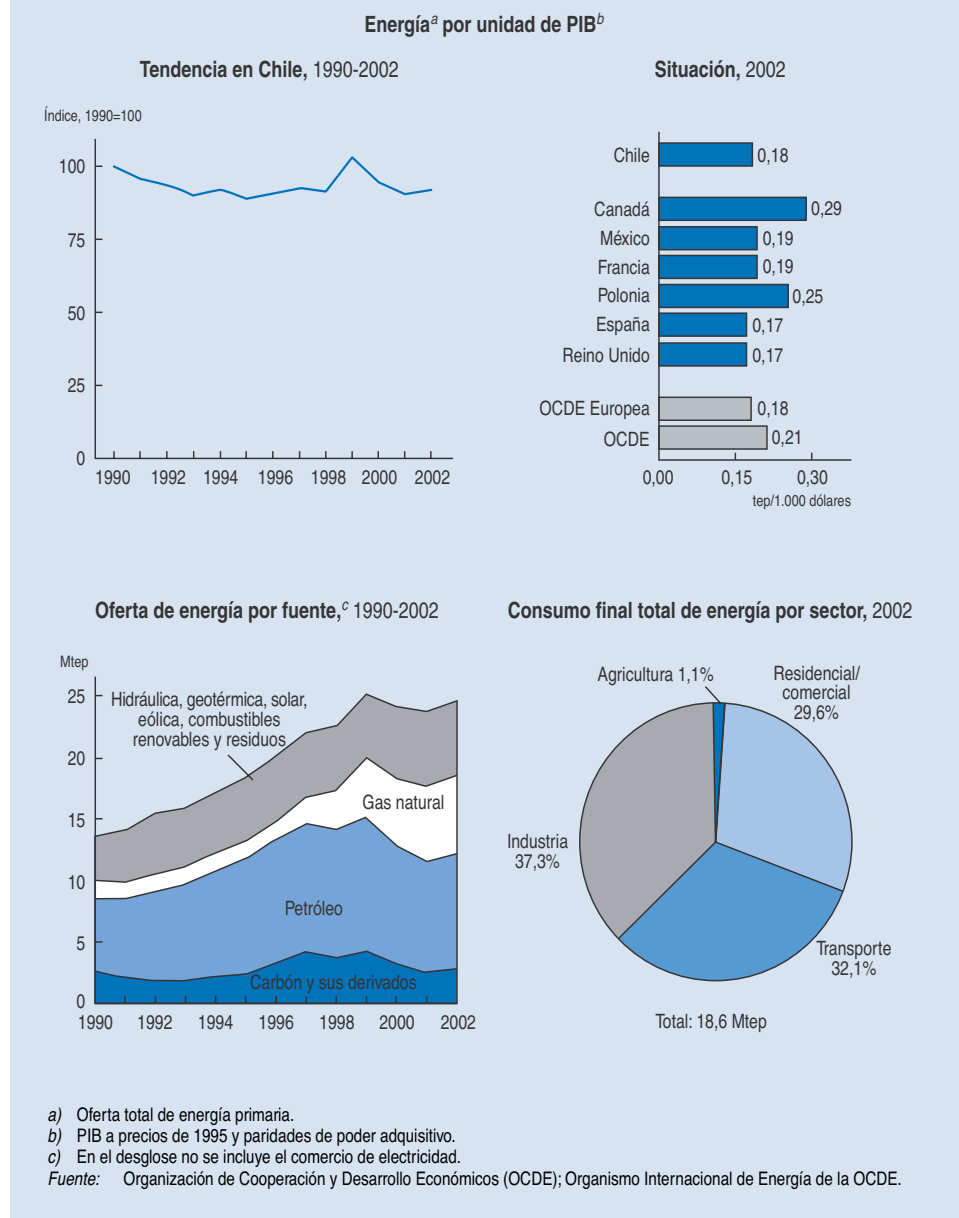 Energíaᵃ por unidad de PIBᵇ
Tendencia en Chile, 1990-2002
Índice, 1990=100
100
75
50
25
0
1990 1992 1994 1996 1998 2000 2002
Situación, 2002
Chile 0,18
Canadá 0,29
México 0,19
Francia 0,19
Polonia 0,25
España 0,17
Reino Unido 0,17
OCDE Europea 0,18
OCDE 0,21
0,00 0,15 0,30
tep/1.000 dólares
Oferta de energía por fuente,ᶜ 1990-2002
Mtep
25
20
15
10
5
0
Hidráulica, geotérmica, solar,
eólica, combustibles
renovables y residuos
Gas natural
Petróleo
Carbón y sus derivados
1990 1992 1994 1996 1998 2000 2002
Consumo final total de energía por sector, 2002
Agricultura 1,1%
Residencial/
comercial
29,6%
Industria
37,3%
Transporte
32,1%
Total: 18,6 Mtep
a) Oferta total de energía primaria.
b) PIB a precios de 1995 y paridades de poder adquisitivo.
c) En el desglose no se incluye el comercio de electricidad.
Fuente: Organización de Cooperación y Desarrollo Económicos (OCDE); Organismo Internacional de Energía de la OCDE.